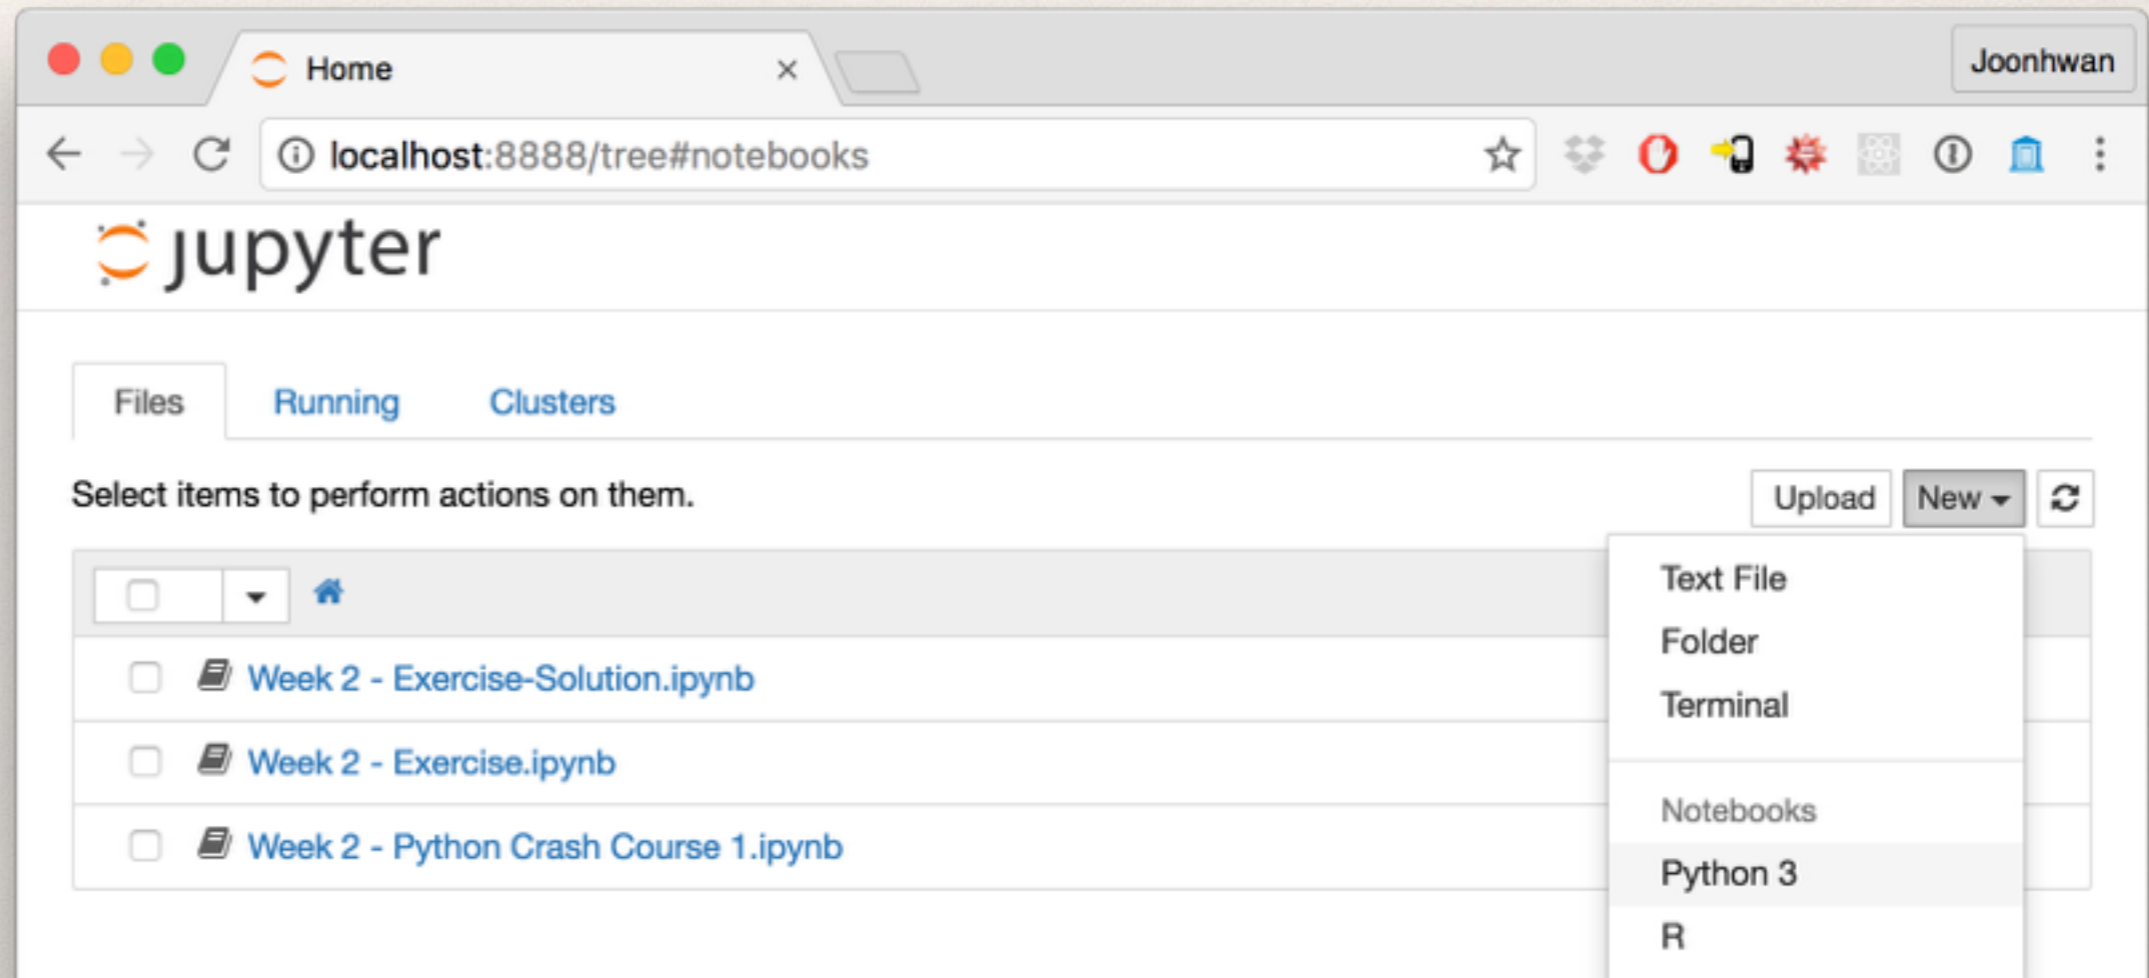 Home
Joonhwan
localhost:8888/tree#notebooks
jupyter
Files Running Clusters
Select items to perform actions on them.
Upload New
Text File
Folder
Terminal
Week 2 - Exercise-Solution.ipynb
Week 2 - Exercise.ipynb
Week 2 - Python Crash Course 1.ipynb
Notebooks
Python 3
R